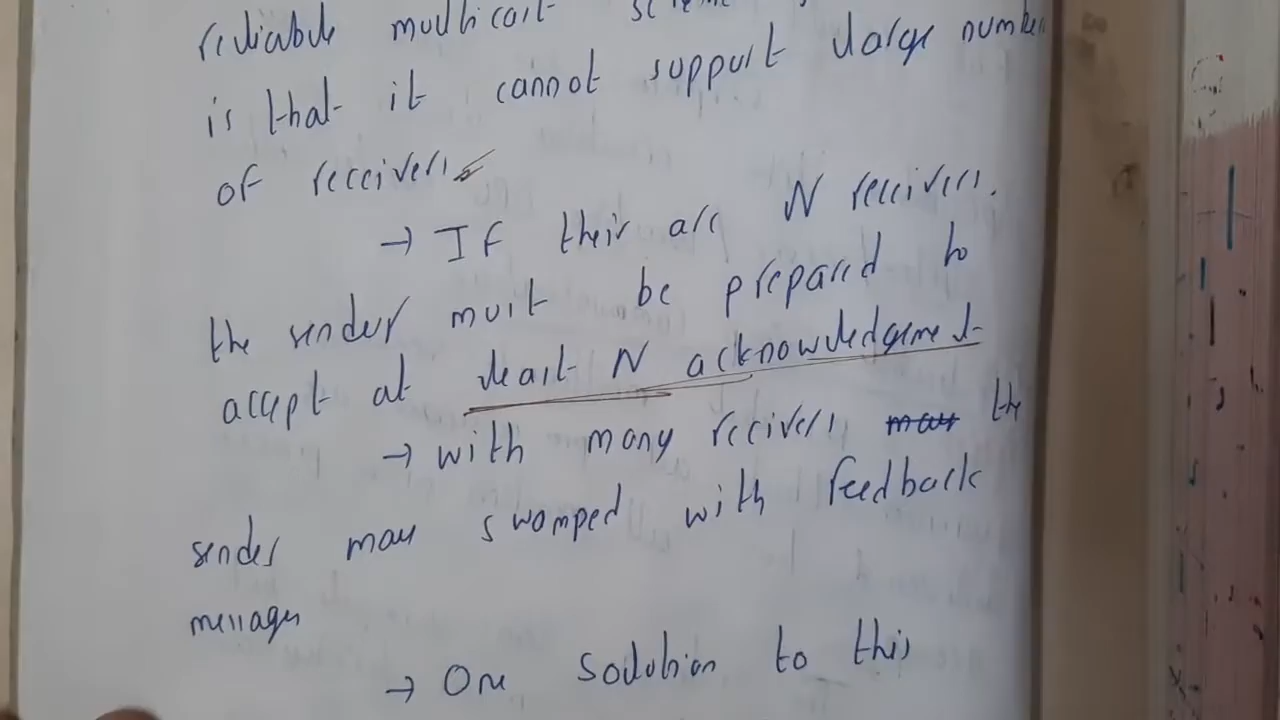 reliable multicast
is that it cannot support large number
of receivers
→ If their are N receivers.
the sender must be prepared to
accept at least N acknowledgement
→ with many recivers may the
sender may swamped with feedback
messages
→ One solution to this